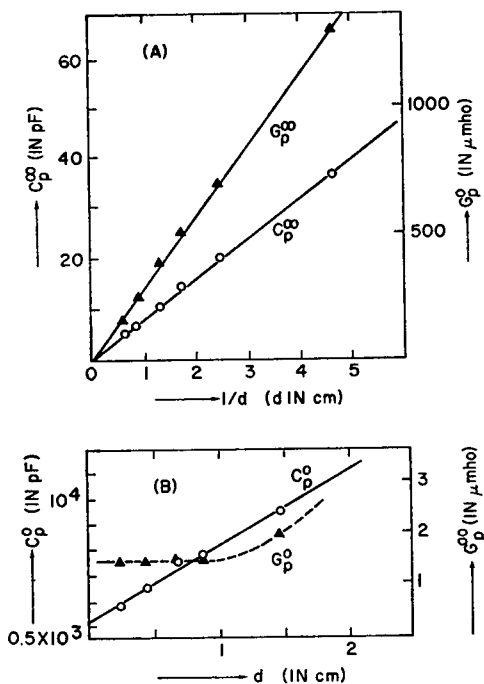 (A)
60
40
20
C_p^∞ (IN pF)
G_p^∞
C_p^∞
1000
500
G_p^o (IN μmho)
0 1 2 3 4 5
1/d (d IN cm)
(B)
10^4
0.5X10^3
C_p^o (IN pF)
C_p^o
G_p^o
3
2
1
G_p^∞ (IN μmho)
1 2
d (IN cm)